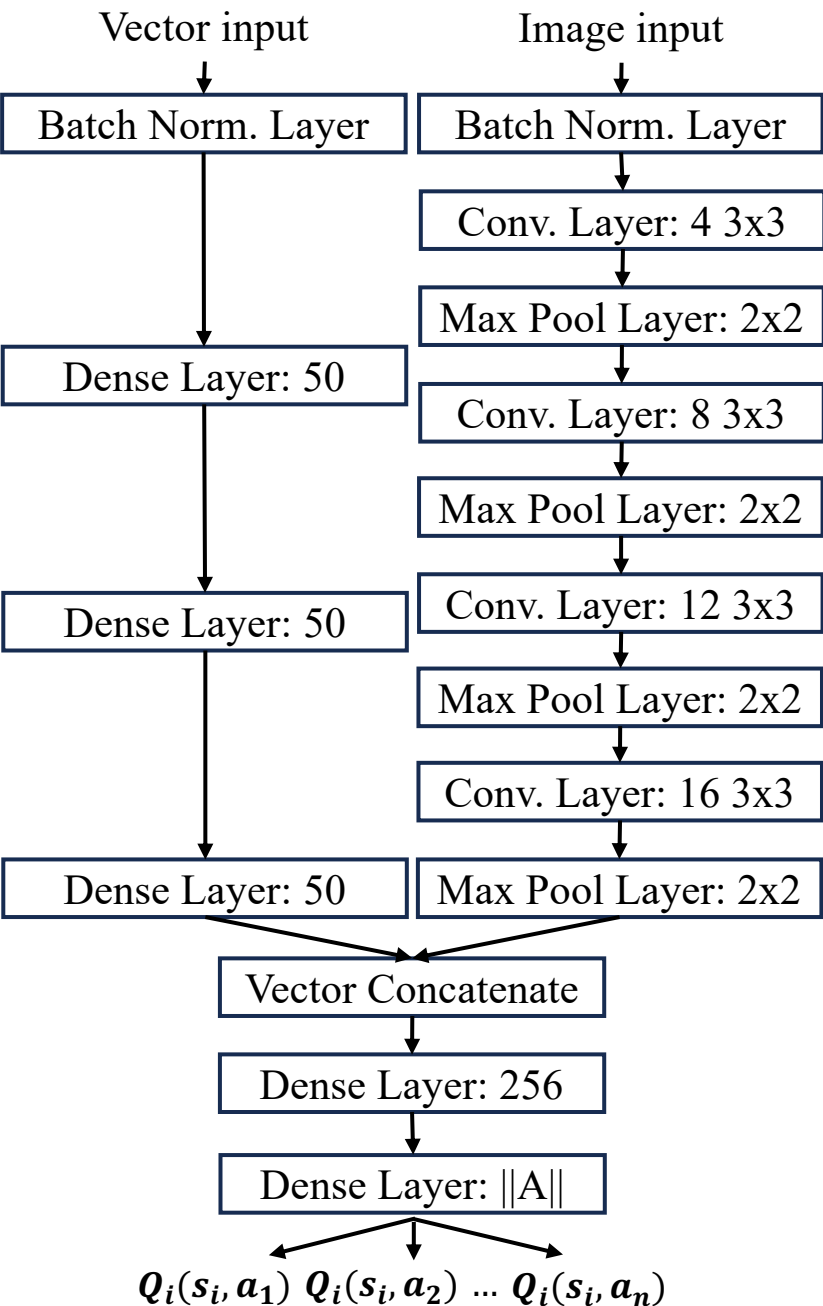 Vector input
Batch Norm. Layer
Dense Layer: 50
Dense Layer: 50
Dense Layer: 50
Image input
Batch Norm. Layer
Conv. Layer: 4 3x3
Max Pool Layer: 2x2
Conv. Layer: 8 3x3
Max Pool Layer: 2x2
Conv. Layer: 12 3x3
Max Pool Layer: 2x2
Conv. Layer: 16 3x3
Max Pool Layer: 2x2
Vector Concatenate
Dense Layer: 256
Dense Layer: ||A||
Q_i(s_i, a_1) Q_i(s_i, a_2) ... Q_i(s_i, a_n)